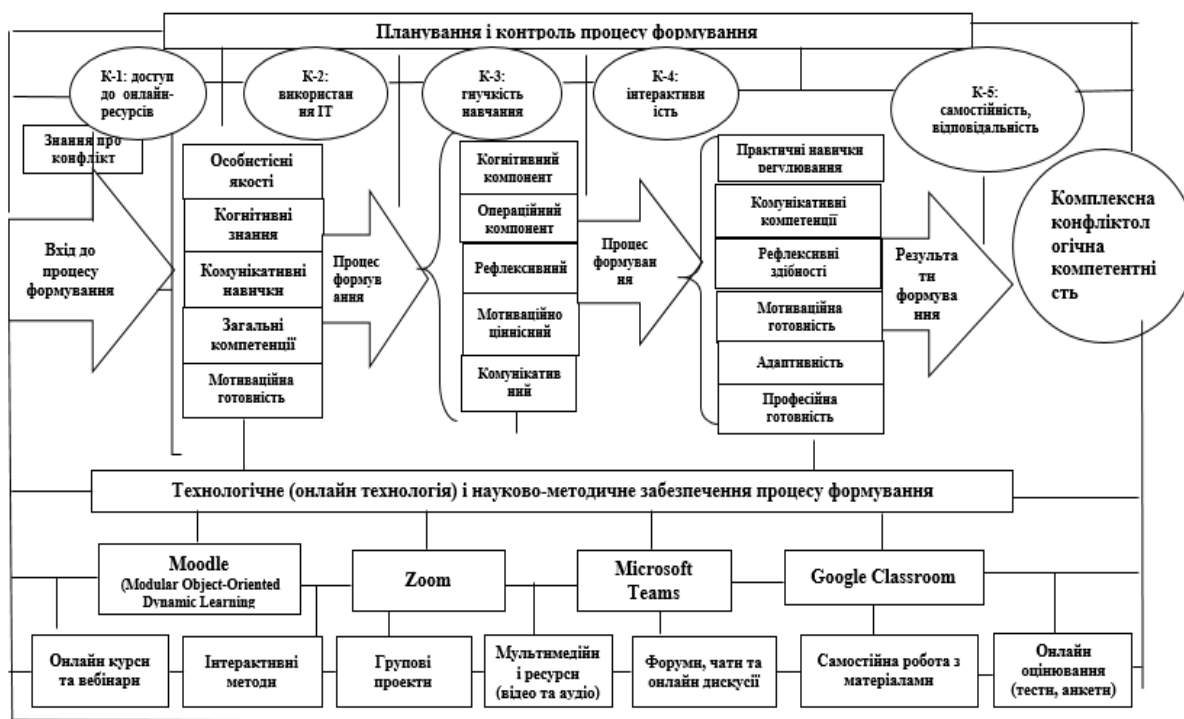 Планування і контроль процесу формування
К-1: доступ
до онлайн-
ресурсів
К-2:
використан
ня ІТ
К-3:
гнучкість
навчання
К-4:
інтерактивн
ість
К-5:
самостійність,
відповідальність
Знання про
конфлікт
Вхід до
процесу
формування
Особистісні
якості
Когнітивні
знання
Комунікативні
навички
Загальні
компетенції
Мотиваційна
готовність
Процес
формув
ання
Когнітивний
компонент
Операційний
компонент
Рефлексивний
Мотиваційно
ціннісний
Комунікатив
ний
Процес
формуван
ня
Практичні навички
регулювання
Комунікативні
компетенції
Рефлексивні
здібності
Мотиваційна
готовність
Адаптивність
Професійна
готовність
Результа
ти
формува
ння
Комплексна
конфліктол
огічна
компетентні
сть
Технологічне (онлайн технологія) і науково-методичне забезпечення процесу формування
Moodle
(Modular Object-Oriented
Dynamic Learning
Zoom
Microsoft
Teams
Google Classroom
Онлайн курси
та вебінари
Інтерактивні
методи
Групові
проекти
Мультимедійн
і ресурси
(відео та аудіо)
Форуми, чати та
онлайн дискусії
Самостійна робота з
матеріалами
Онлайн
оцінювання
(тести, анкети)